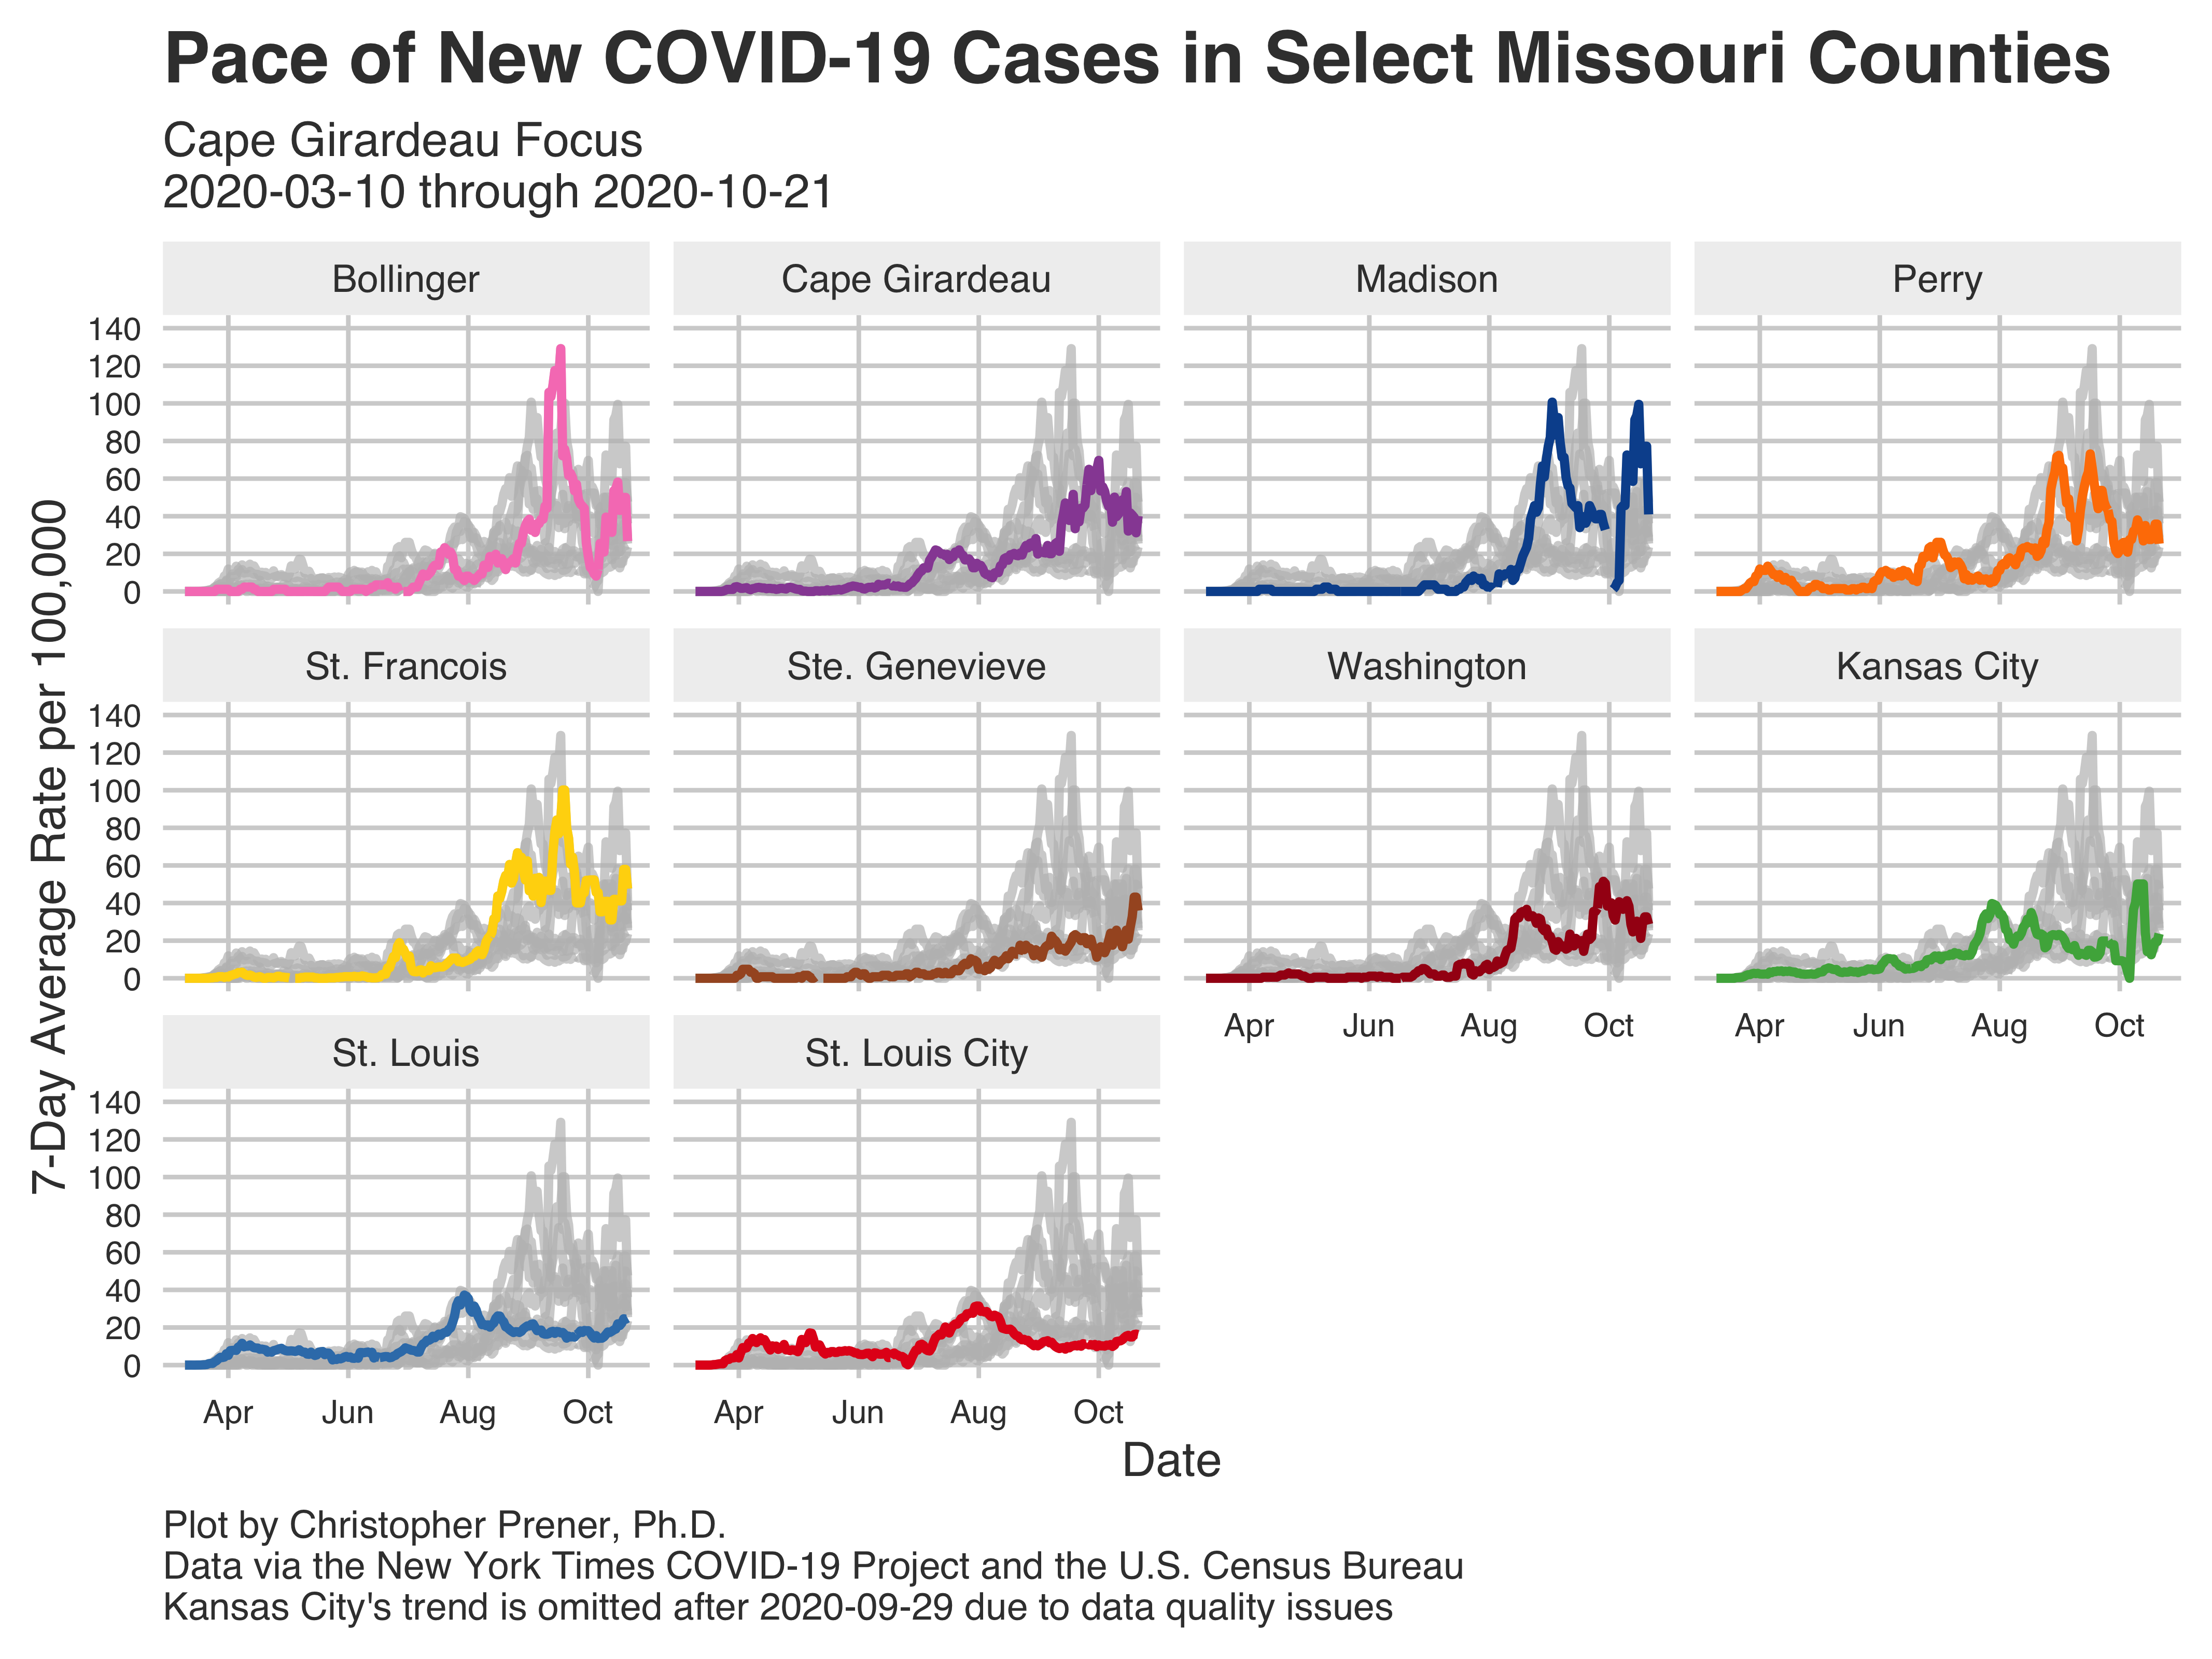 Pace of New COVID-19 Cases in Select Missouri Counties
Cape Girardeau Focus
2020-03-10 through 2020-10-21
7-Day Average Rate per 100,000
Bollinger
Cape Girardeau
Madison
Perry
140
120
100
80
60
40
20
0
St. Francois
Ste. Genevieve
Washington
Kansas City
140
120
100
80
60
40
20
0
Apr Jun Aug Oct
Apr Jun Aug Oct
St. Louis
St. Louis City
140
120
100
80
60
40
20
0
Apr Jun Aug Oct
Apr Jun Aug Oct
Date
Plot by Christopher Prener, Ph.D.
Data via the New York Times COVID-19 Project and the U.S. Census Bureau
Kansas City's trend is omitted after 2020-09-29 due to data quality issues